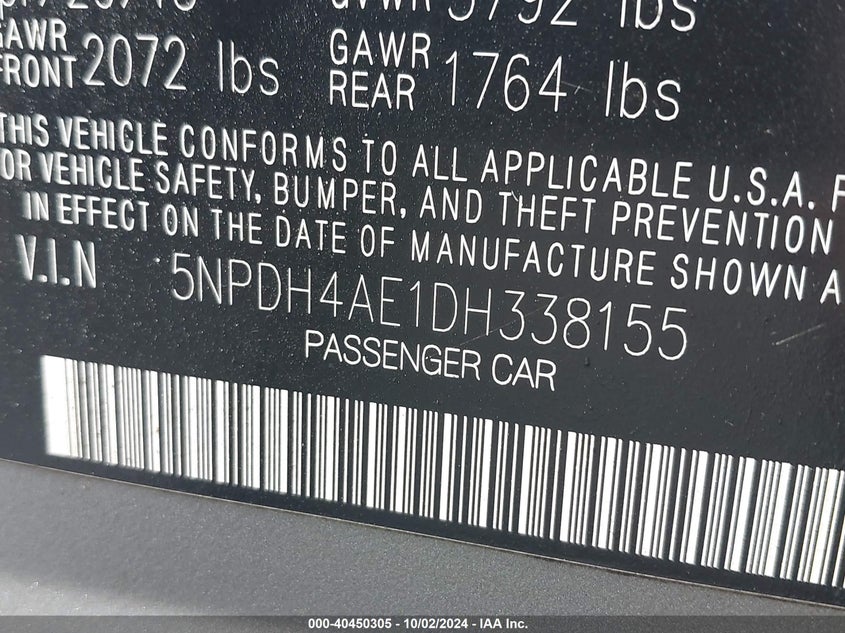 GAWR FRONT 2072 lbs GAWR REAR 1764 lbs
THIS VEHICLE CONFORMS TO ALL APPLICABLE U.S.A. F
OR VEHICLE SAFETY, BUMPER, AND THEFT PREVENTION
IN EFFECT ON THE DATE OF MANUFACTURE SHOWN A
V.I.N 5NPDH4AE1DH338155
PASSENGER CAR
000-40450305 - 10/02/2024 - IAA Inc.